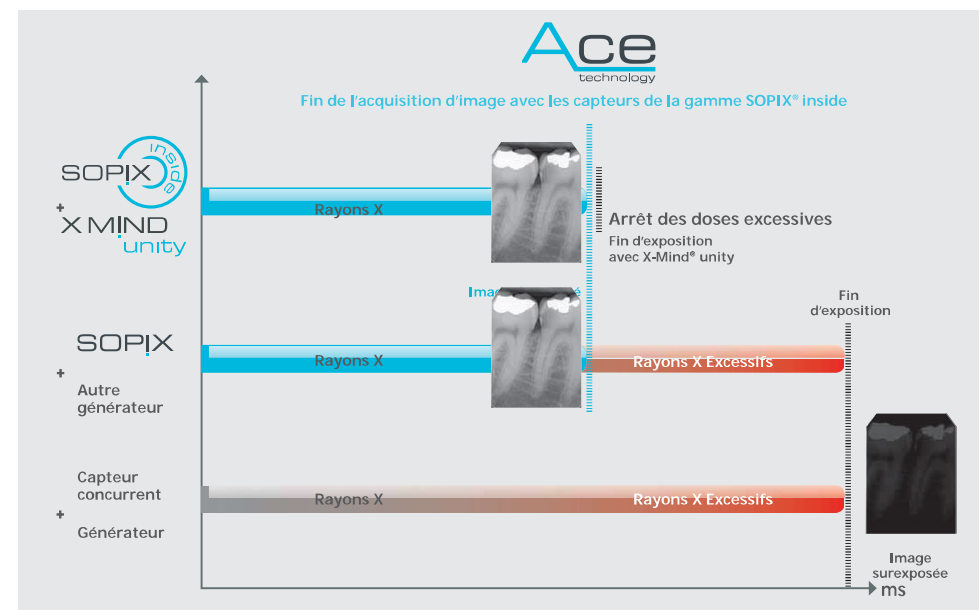 Ace
technology
Fin de l'acquisition d'image avec les capteurs de la gamme SOPIX® inside
SOPIX inside
+
X MIND
unity
Rayons X
Arrêt des doses excessives
Fin d'exposition
avec X-Mind® unity
SOPIX
+
Autre
générateur
Rayons X
Rayons X Excessifs
Fin
d'exposition
Capteur
concurrent
+
Générateur
Rayons X
Rayons X Excessifs
Image
surexposée
ms